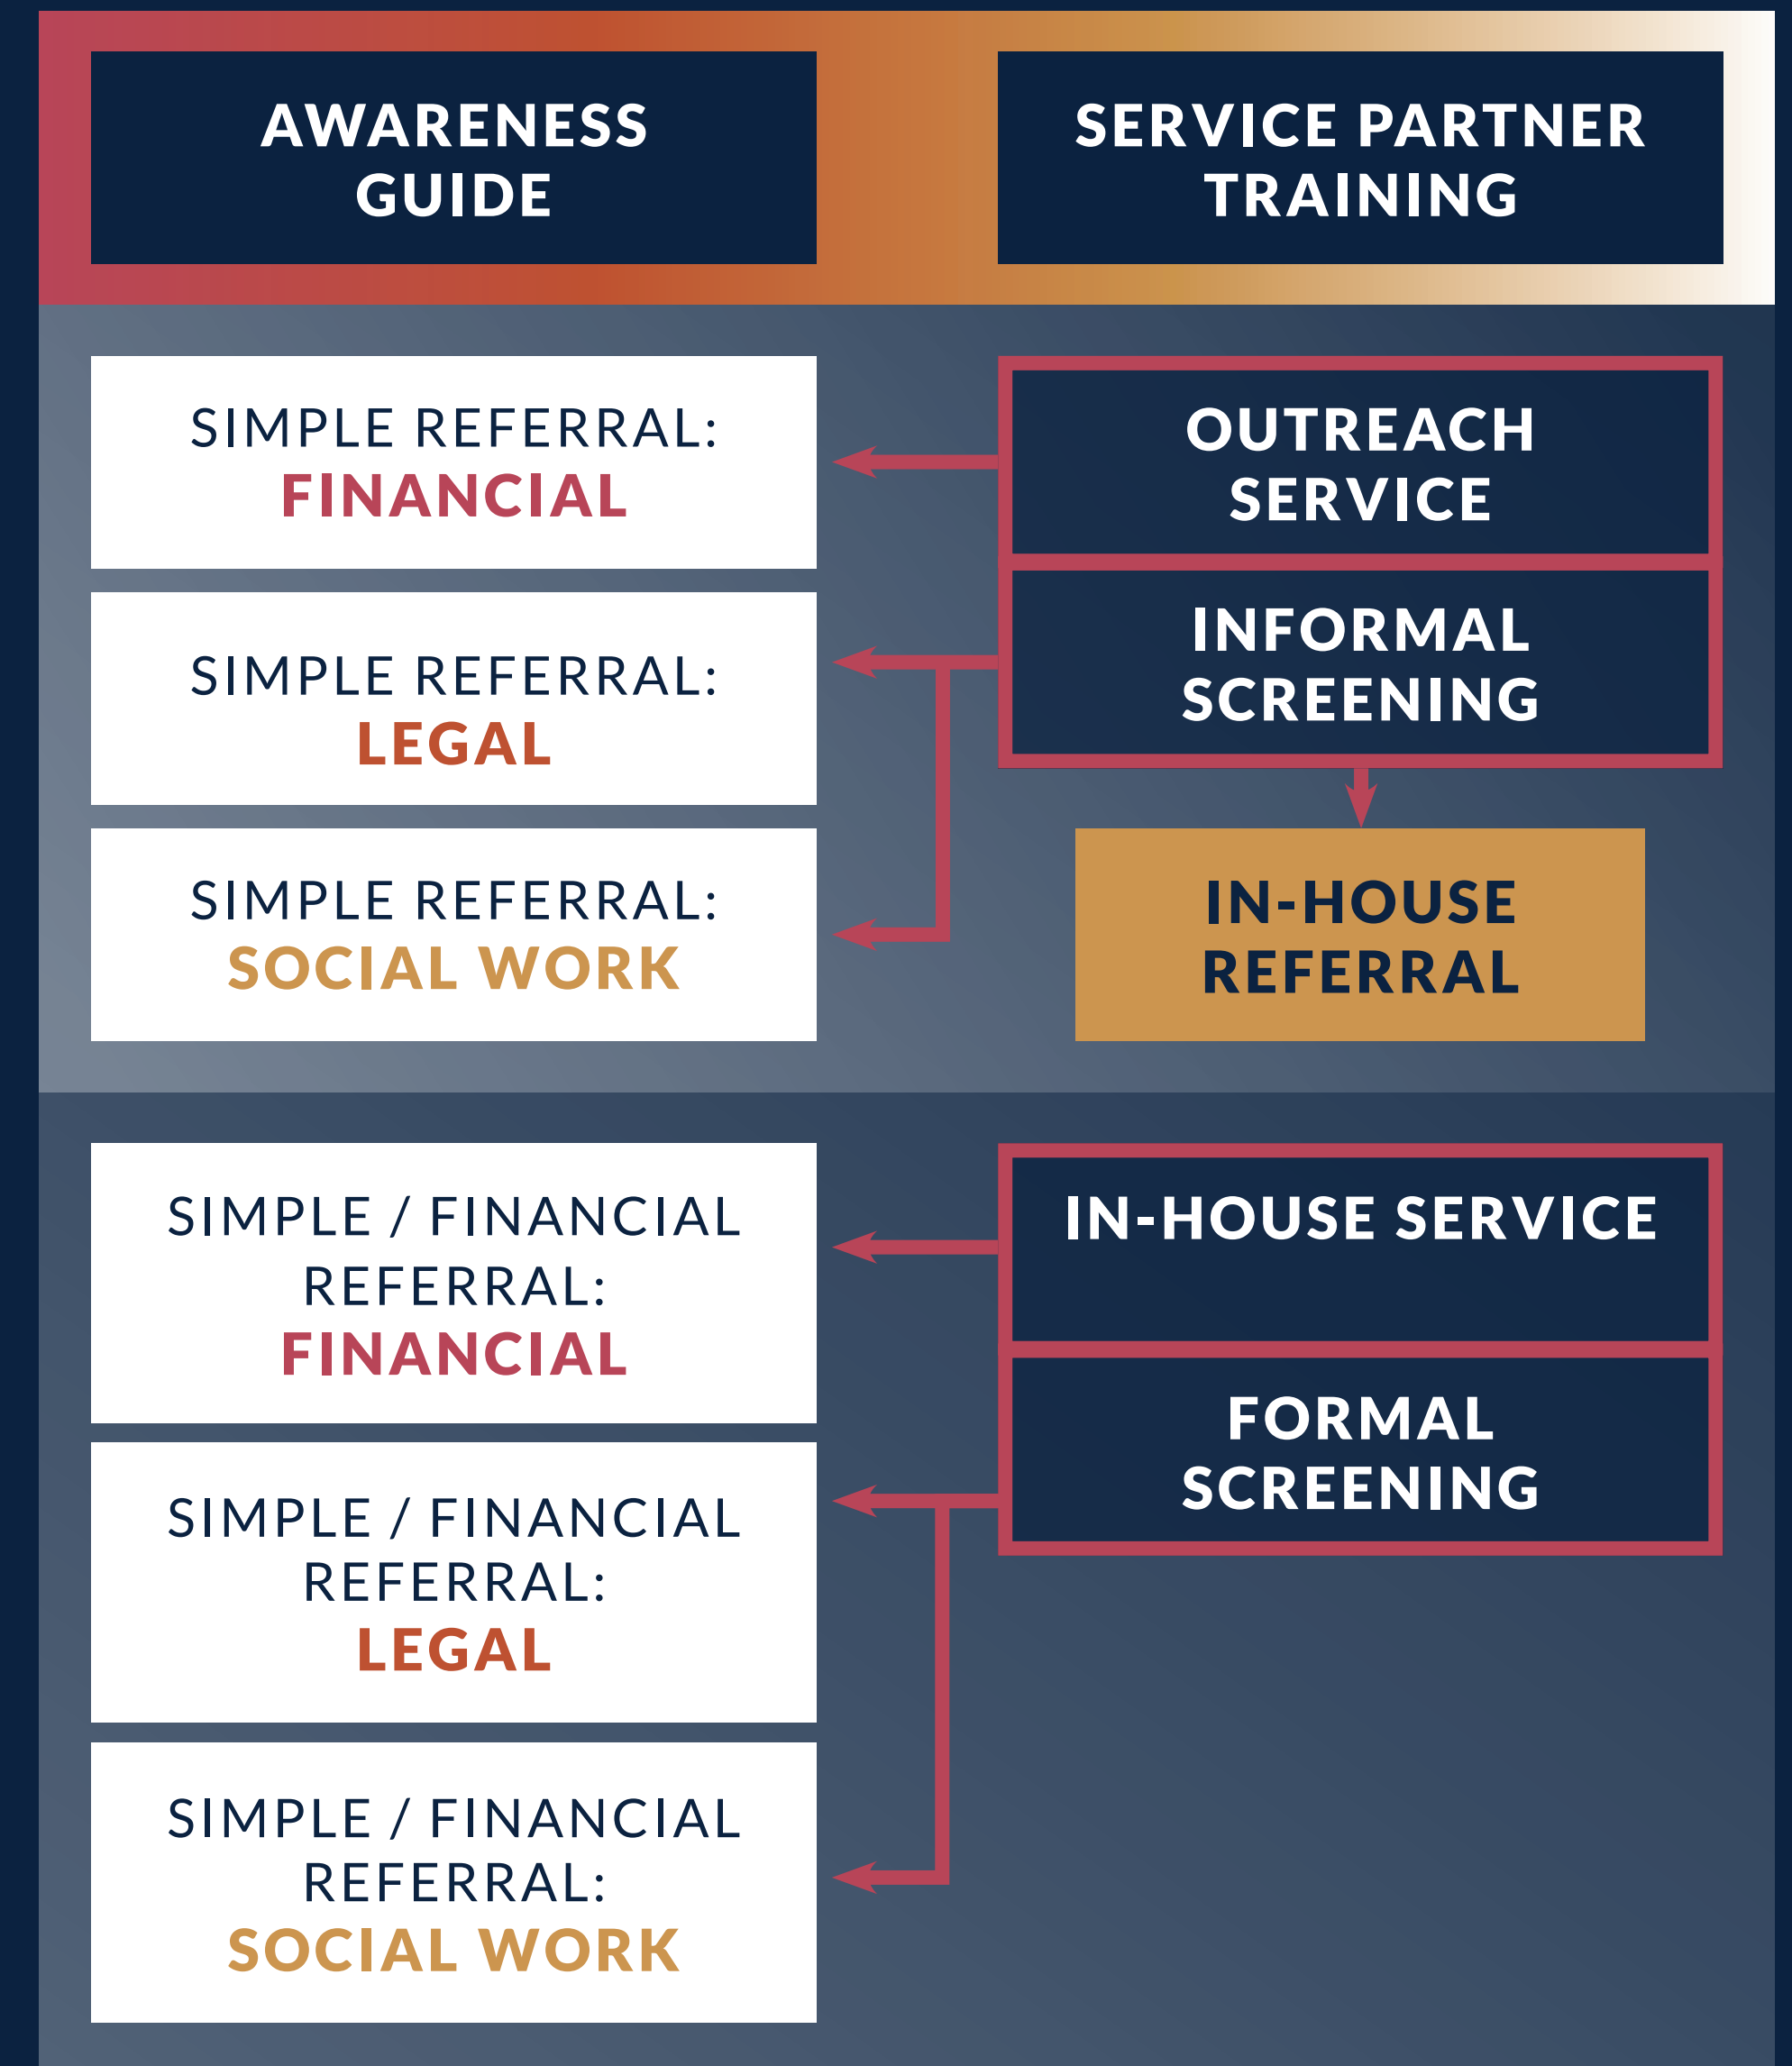 AWARENESS
GUIDE
SERVICE PARTNER
TRAINING
SIMPLE REFERRAL:
FINANCIAL
SIMPLE REFERRAL:
LEGAL
SIMPLE REFERRAL:
SOCIAL WORK
OUTREACH
SERVICE
INFORMAL
SCREENING
IN-HOUSE
REFERRAL
SIMPLE / FINANCIAL
REFERRAL:
FINANCIAL
SIMPLE / FINANCIAL
REFERRAL:
LEGAL
SIMPLE / FINANCIAL
REFERRAL:
SOCIAL WORK
IN-HOUSE SERVICE
FORMAL
SCREENING